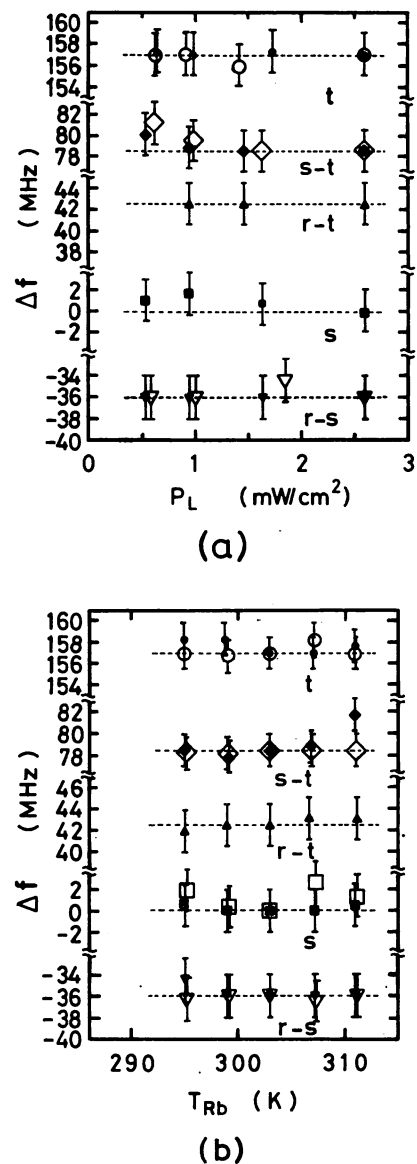 160
158
156
154
t
80
78
s-t
44
42
40
38
r-t
Δf (MHz)
2
0
-2
s
-34
-36
-38
-40
r-s
0 1 2 3
P_L (mW/cm²)
(a)
160
158
156
154
t
82
80
78
76
s-t
46
44
42
40
r-t
Δf (MHz)
2
0
-2
s
-34
-36
-38
-40
r-s
290 300 310
T_Rb (K)
(b)